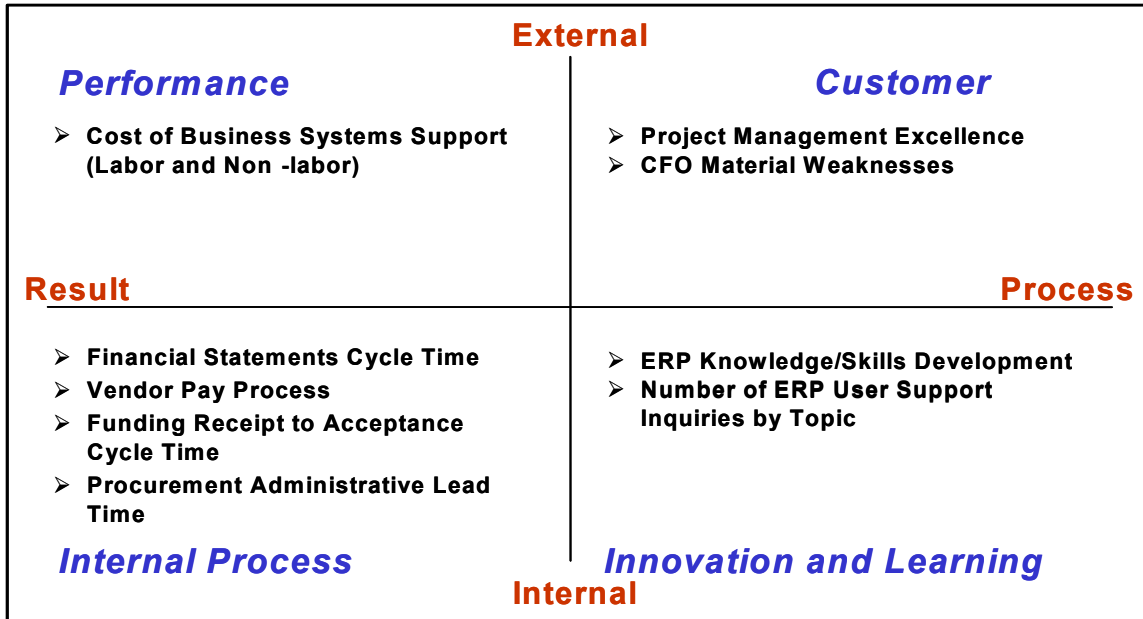 External
Performance
Customer
➢ Cost of Business Systems Support
(Labor and Non -labor)
➢ Project Management Excellence
➢ CFO Material Weaknesses
Result
Process
➢ Financial Statements Cycle Time
➢ Vendor Pay Process
➢ Funding Receipt to Acceptance
Cycle Time
➢ Procurement Administrative Lead
Time
➢ ERP Knowledge/Skills Development
➢ Number of ERP User Support
Inquiries by Topic
Internal Process
Innovation and Learning
Internal